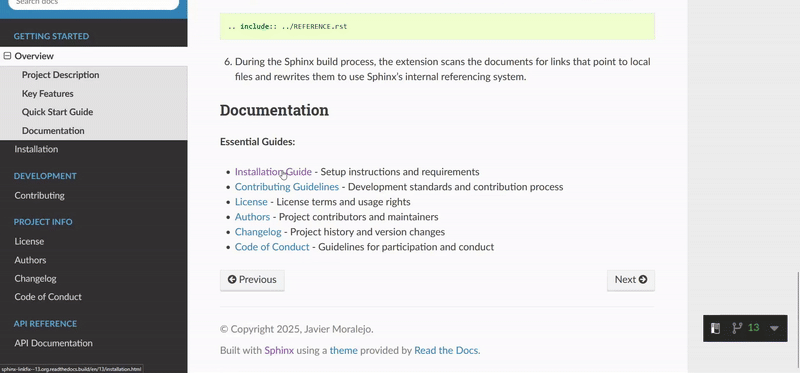 Search docs
GETTING STARTED
Overview
Project Description
Key Features
Quick Start Guide
Documentation
Installation
DEVELOPMENT
Contributing
PROJECT INFO
License
Authors
Changelog
Code of Conduct
API REFERENCE
API Documentation
sphinx-linkfix--13.org.readthedocs.build/en/13/installation.html
.. include:: ../REFERENCE.rst
6. During the Sphinx build process, the extension scans the documents for links that point to local
files and rewrites them to use Sphinx's internal referencing system.
Documentation
Essential Guides:
• Installation Guide - Setup instructions and requirements
• Contributing Guidelines - Development standards and contribution process
• License - License terms and usage rights
• Authors - Project contributors and maintainers
• Changelog - Project history and version changes
• Code of Conduct - Guidelines for participation and conduct
Previous
Next
© Copyright 2025, Javier Moralejo.
Built with Sphinx using a theme provided by Read the Docs.
13